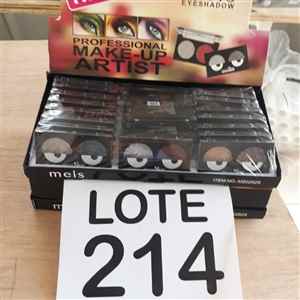 EYESHADOW
PROFESSIONAL
MAKE-UP
ARTIST
meis
LOTE
214